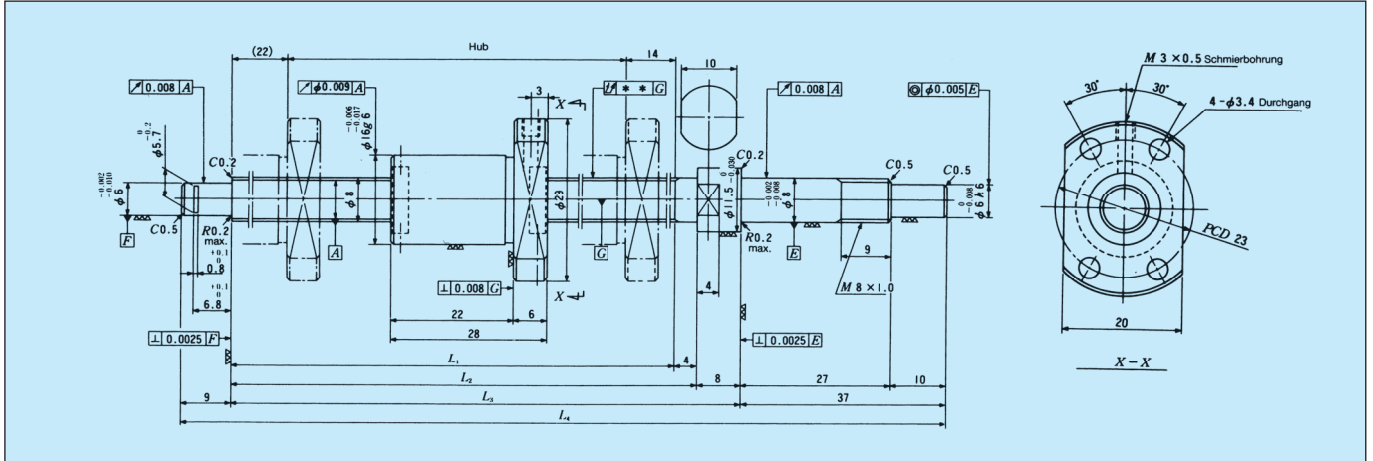 (22)
Hub
14
10
↗ 0.008 A
↗ φ0.009 A
3
X
* * G
↗ 0.008 A
◎ φ0.005 E
M 3 ×0.5 Schmierbohrung
30° 30°
4-φ3.4 Durchgang
φ5.7 0 -0.2
C0.2
φ16g6 -0.006 -0.017
C0.2
C0.5
C0.5
φ6 -0.002 -0.010
φ8
φ29
φ11.5 0 -0.030
φ8 -0.002 -0.008
φ6h6 0 -0.008
F
C0.5
R0.2 max.
A
G
R0.2 max.
E
PCD 23
+0.1 0 0.8
9
+0.1 0 6.8
⊥ 0.008 G
X
4
M 8 ×1.0
22
6
20
⊥ 0.0025 F
28
⊥ 0.0025 E
X-X
L₁
4
L₂
8
27
10
9
L₃
37
L₄